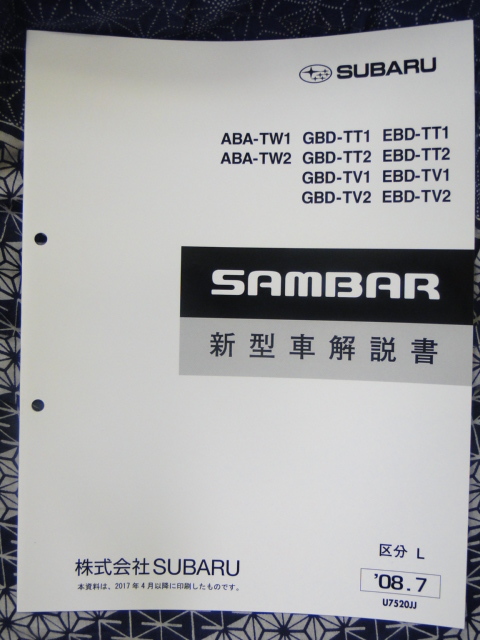 SUBARU
ABA-TW1 GBD-TT1 EBD-TT1
ABA-TW2 GBD-TT2 EBD-TT2
GBD-TV1 EBD-TV1
GBD-TV2 EBD-TV2
SAMBAR
新型車解説書
区分 L
株式会社SUBARU
本資料は、2017年4月以降に印刷したものです。
'08.7
U7520JJ